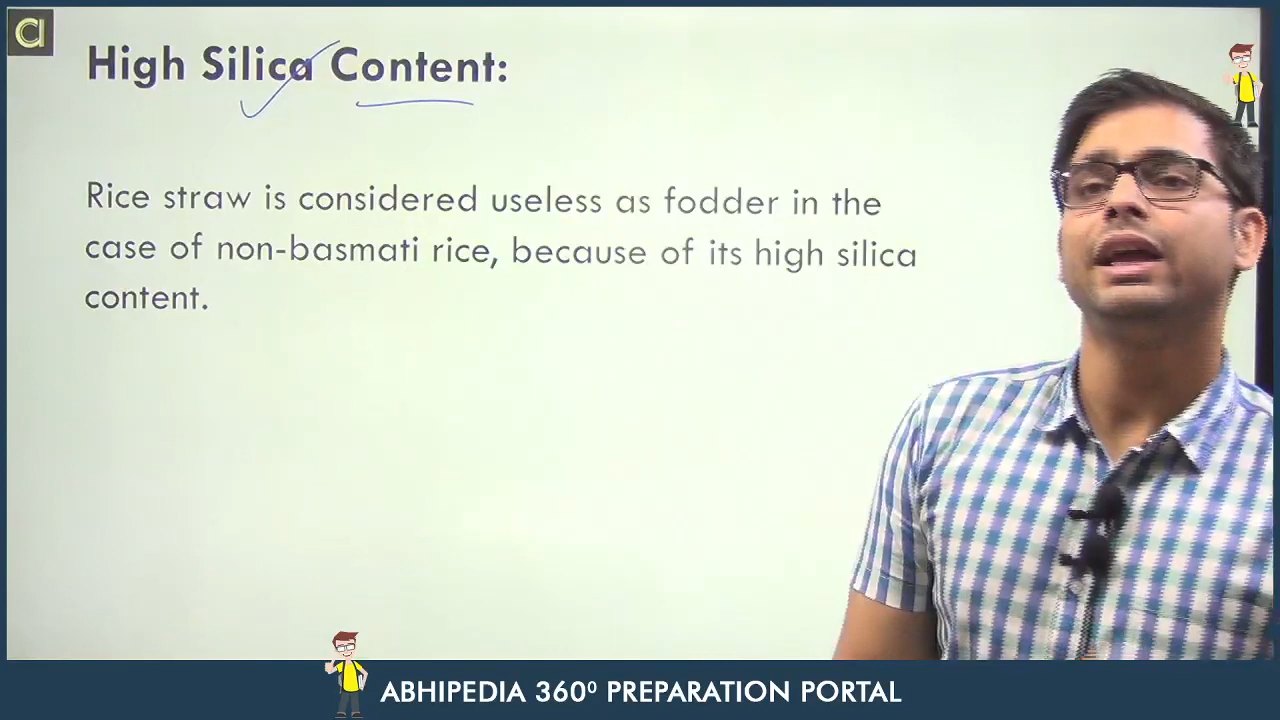 High Silica Content:
Rice straw is considered useless as fodder in the
case of non-basmati rice, because of its high silica
content.
ABHIPEDIA 360⁰ PREPARATION PORTAL